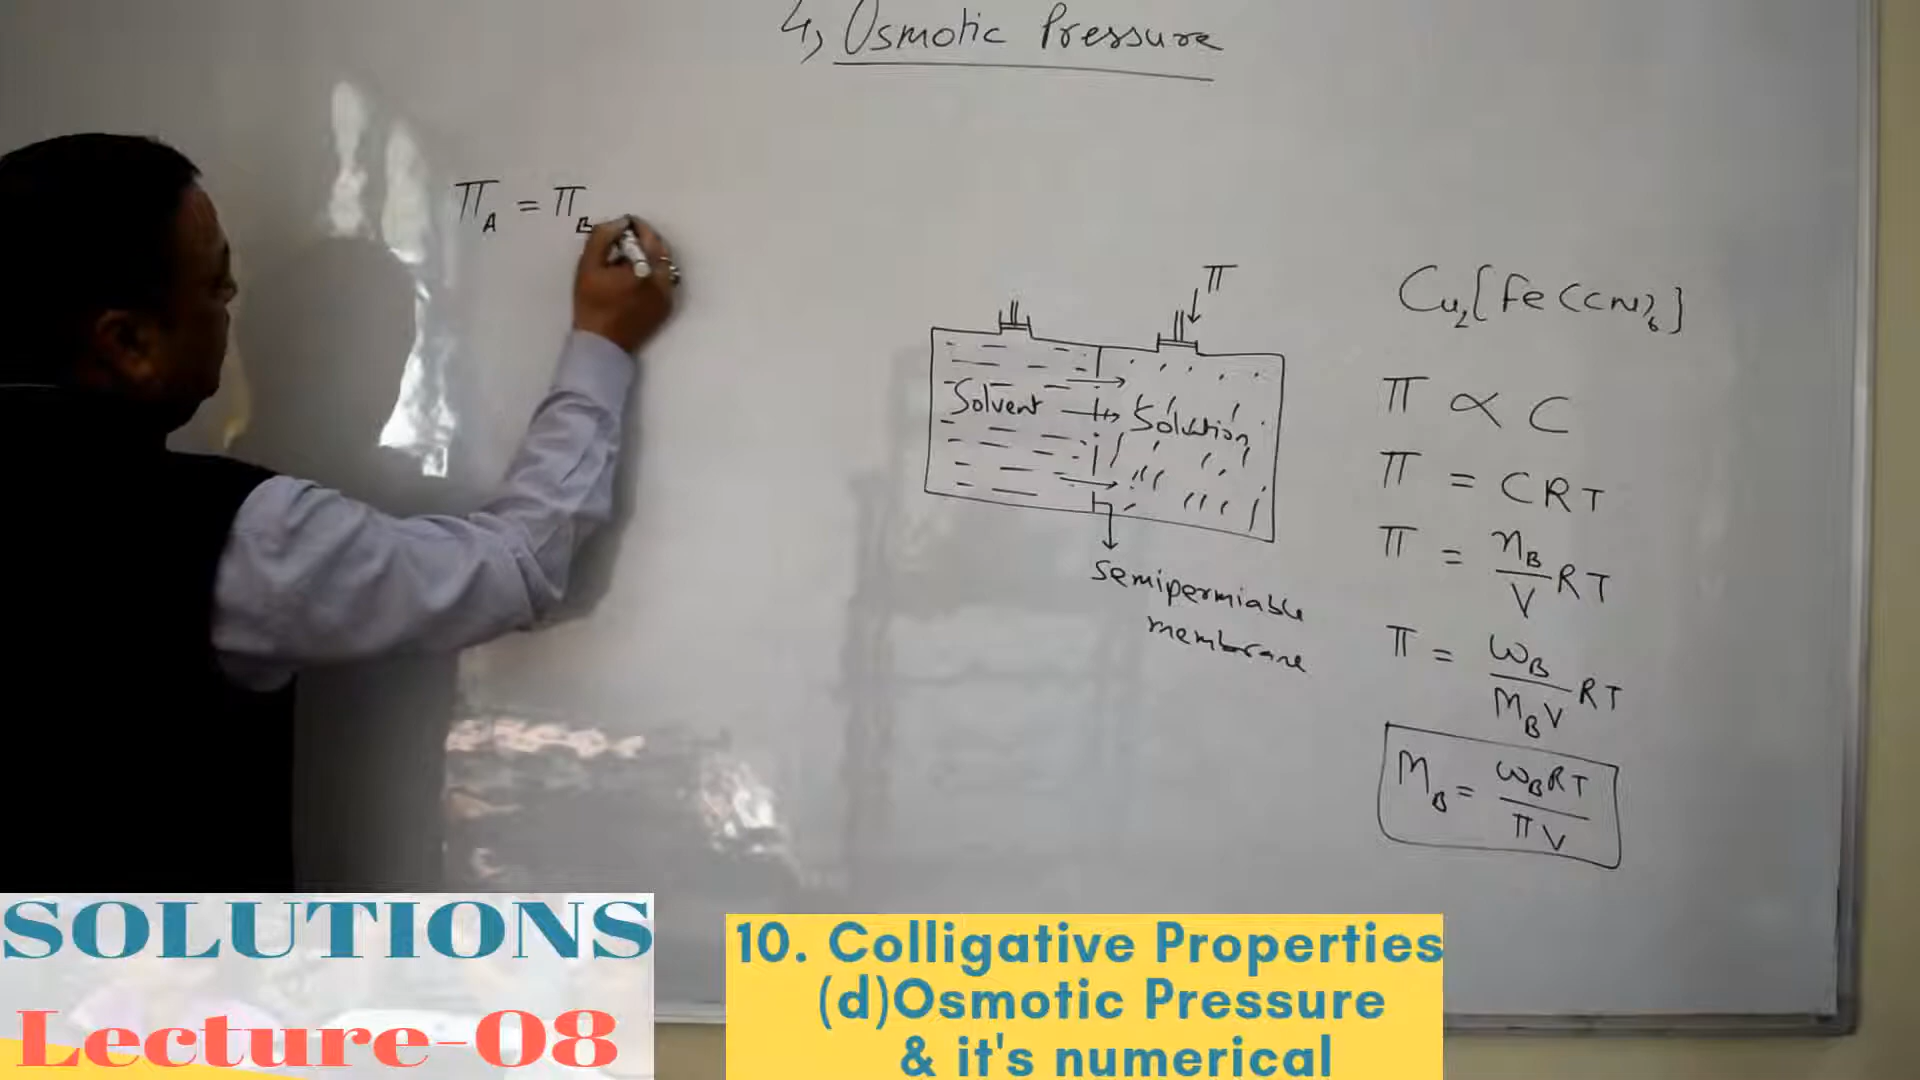 4, Osmotic Pressure
π_A = π_B
π
Cu₂[Fe(CN)₆]
Solvent
Solution
semipermiable
membrane
π ∝ C
π = CRT
π = n_B/V RT
π = w_B/M_B V RT
M_B = w_B RT/π V
SOLUTIONS
Lecture-08
10. Colligative Properties
(d)Osmotic Pressure
& it's numerical